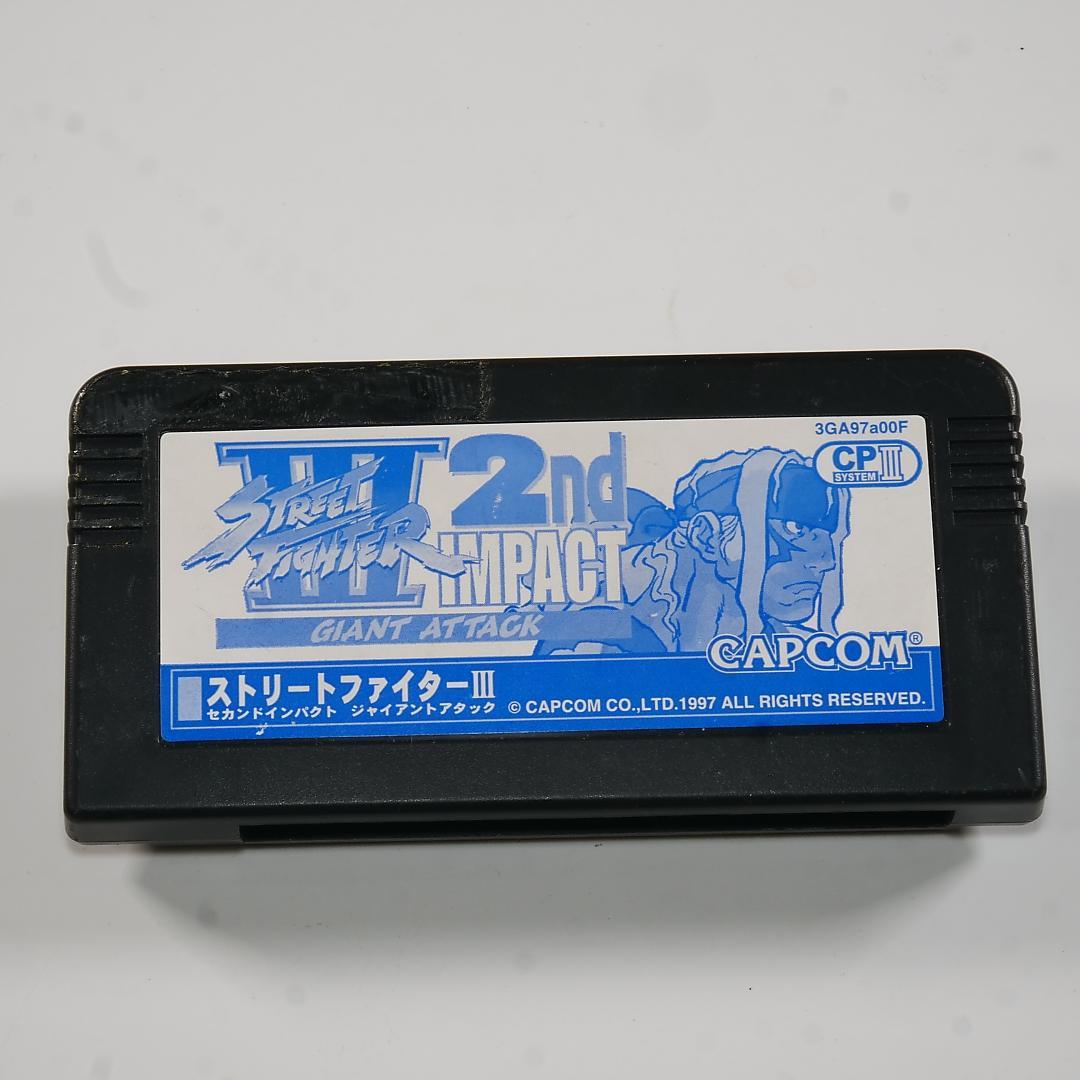 3GA97a00F
CP SYSTEM III
STREET FIGHTER III
2nd IMPACT
GIANT ATTACK
CAPCOM®
ストリートファイターIII
セカンドインパクト ジャイアントアタック
© CAPCOM CO.,LTD.1997 ALL RIGHTS RESERVED.